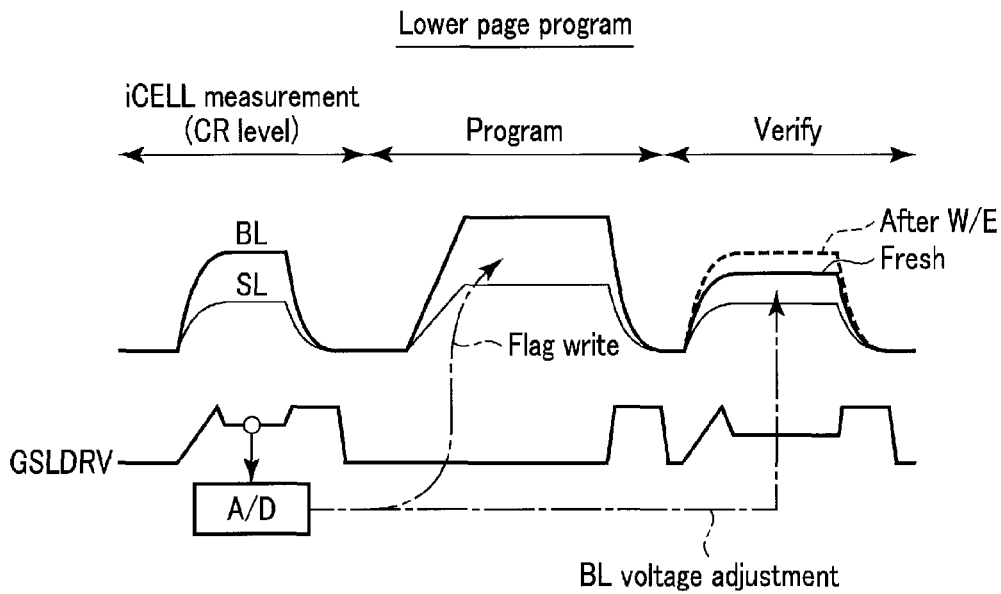 Lower page program
iCELL measurement
(CR level)
Program
Verify
BL
SL
After W/E
Fresh
Flag write
GSLDRV
A/D
BL voltage adjustment